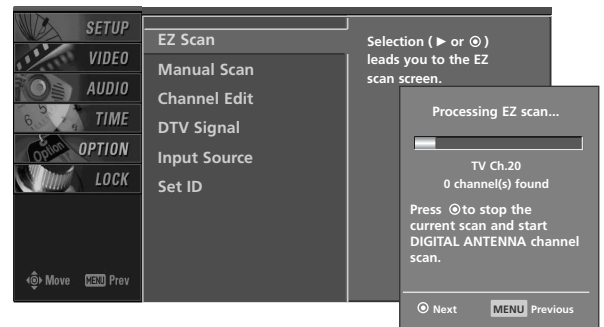 SETUP
VIDEO
AUDIO
TIME
Option
OPTION
LOCK
Move MENU Prev
EZ Scan
Manual Scan
Channel Edit
DTV Signal
Input Source
Set ID
Selection ( ► or ⦿ )
leads you to the EZ
scan screen.
Processing EZ scan...
TV Ch.20
0 channel(s) found
Press ⦿ to stop the
current scan and start
DIGITAL ANTENNA channel
scan.
⦿ Next MENU Previous